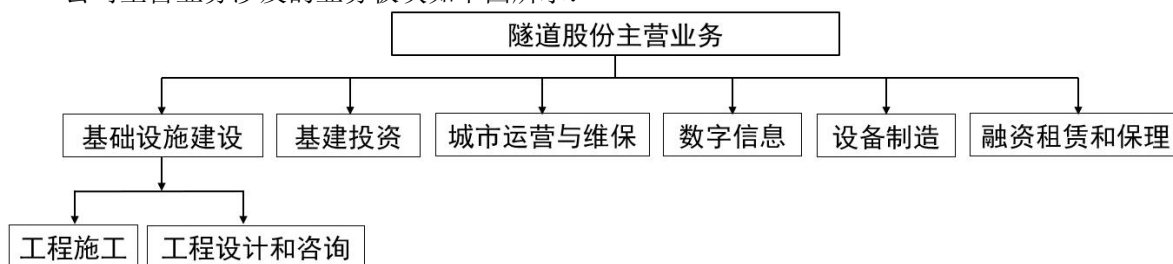 隧道股份主营业务
基础设施建设
基建投资
城市运营与维保
数字信息
设备制造
融资租赁和保理
工程施工
工程设计和咨询